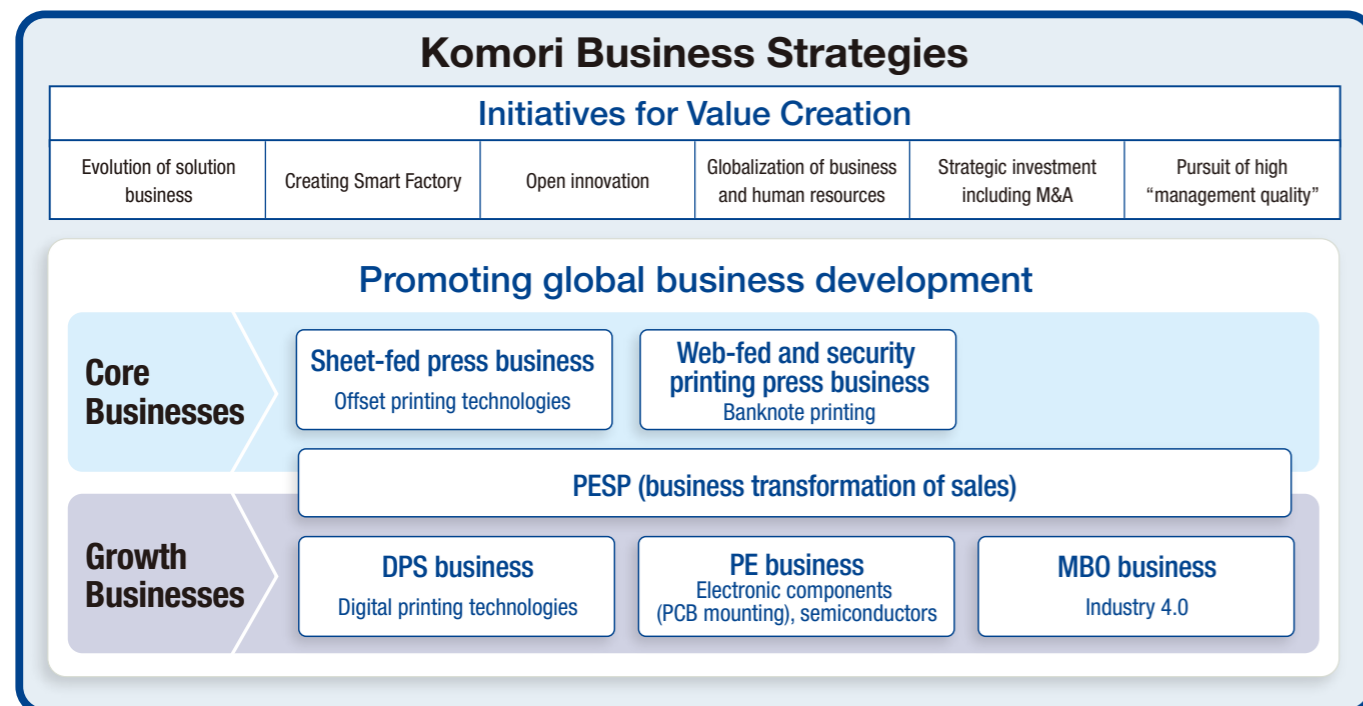 Komori Business Strategies
Initiatives for Value Creation
Evolution of solution
business
Creating Smart Factory
Open innovation
Globalization of business
and human resources
Strategic investment
including M&A
Pursuit of high
“management quality”
Promoting global business development
Core
Businesses
Sheet-fed press business
Offset printing technologies
Web-fed and security
printing press business
Banknote printing
PESP (business transformation of sales)
Growth
Businesses
DPS business
Digital printing technologies
PE business
Electronic components
(PCB mounting), semiconductors
MBO business
Industry 4.0